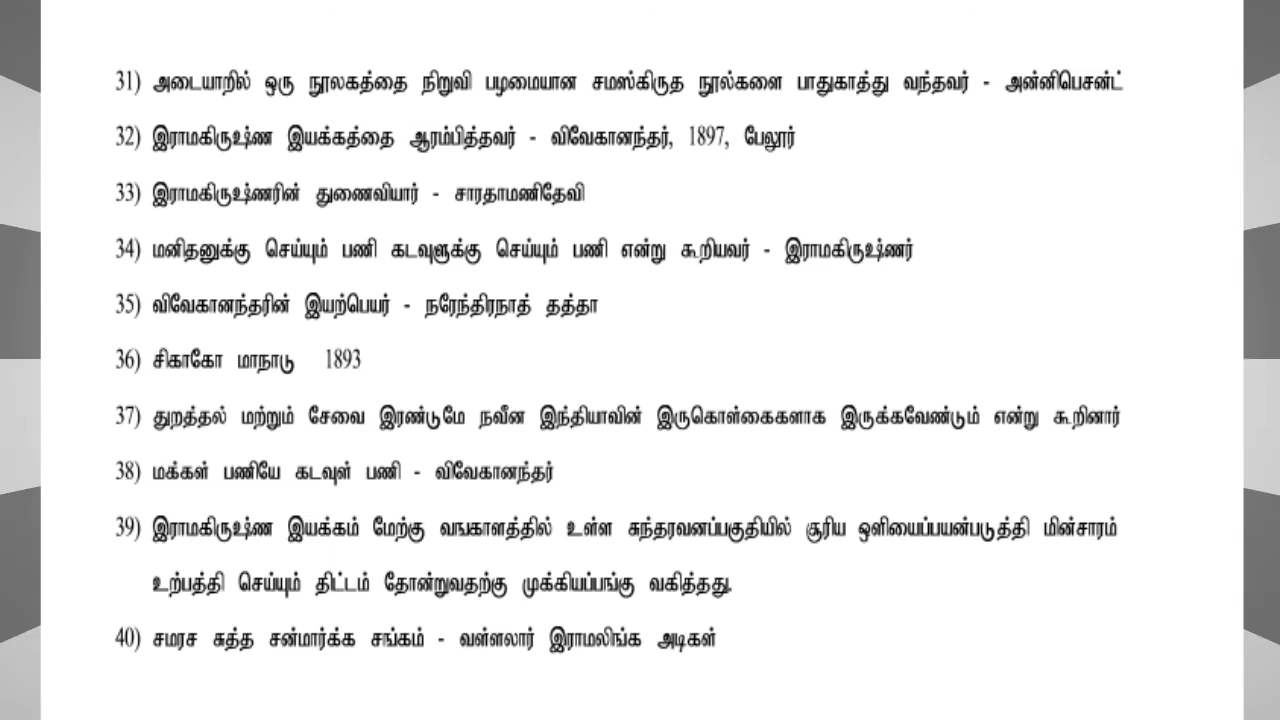 31) அடையாறில் ஒரு நூலகத்தை நிறுவி பழமையான சமஸ்கிருத நூல்களை பாதுகாத்து வந்தவர் - அன்னிபெசன்ட்
32) இராமகிருஷ்ண இயக்கத்தை ஆரம்பித்தவர் - விவேகானந்தர், 1897, பேலூர்
33) இராமகிருஷ்ணரின் துணைவியார் - சாரதாமணிதேவி
34) மனிதனுக்கு செய்யும் பணி கடவுளுக்கு செய்யும் பணி என்று கூறியவர் - இராமகிருஷ்ணர்
35) விவேகானந்தரின் இயற்பெயர் - நரேந்திரநாத் தத்தா
36) சிகாகோ மாநாடு 1893
37) துறத்தல் மற்றும் சேவை இரண்டுமே நவீன இந்தியாவின் இருகொள்கைகளாக இருக்கவேண்டும் என்று கூறினார்
38) மக்கள் பணியே கடவுள் பணி - விவேகானந்தர்
39) இராமகிருஷ்ண இயக்கம் மேற்கு வஙகாளத்தில் உள்ள சுந்தரவனப்பகுதியில் சூரிய ஒளியைப்பயன்படுத்தி மின்சாரம்
உற்பத்தி செய்யும் திட்டம் தோன்றுவதற்கு முக்கியப்பங்கு வகித்தது.
40) சமரச சுத்த சன்மார்க்க சங்கம் - வள்ளலார் இராமலிங்க அடிகள்